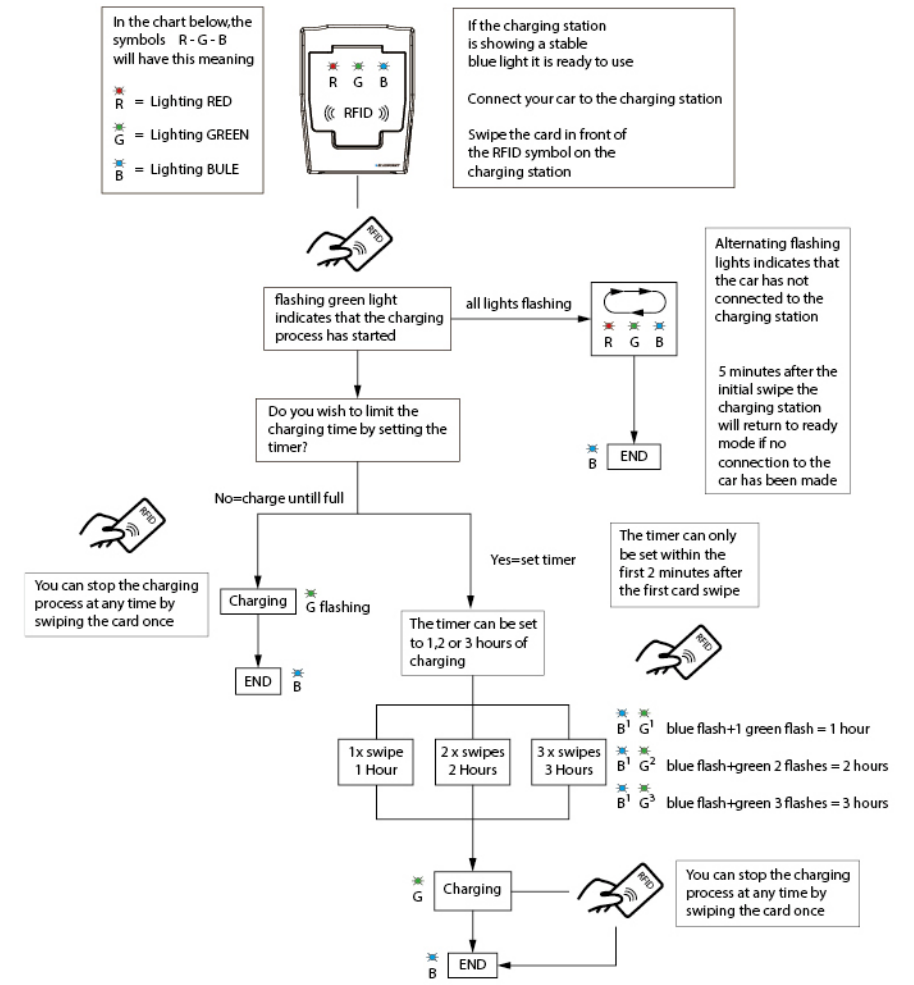 In the chart below,the
symbols R - G - B
will have this meaning
R = Lighting RED
G = Lighting GREEN
B = Lighting BULE
R G B
RFID
If the charging station
is showing a stable
blue light it is ready to use
Connect your car to the charging station
Swipe the card in front of
the RFID symbol on the
charging station
RFID
flashing green light
indicates that the charging
process has started
all lights flashing
R G B
Alternating flashing
lights indicates that
the car has not
connected to the
charging station
5 minutes after the
initial swipe the
charging station
will return to ready
mode if no
connection to the
car has been made
B END
Do you wish to limit the
charging time by setting the
timer?
No=charge untill full
Yes=set timer
RFID
You can stop the charging
process at any time by
swiping the card once
Charging
G flashing
END B
The timer can only
be set within the
first 2 minutes after
the first card swipe
RFID
The timer can be set
to 1,2 or 3 hours of
charging
1x swipe
1 Hour
2 x swipes
2 Hours
3 x swipes
3 Hours
B¹ G¹ blue flash+1 green flash = 1 hour
B¹ G² blue flash+green 2 flashes = 2 hours
B¹ G³ blue flash+green 3 flashes = 3 hours
G Charging
RFID
You can stop the charging
process at any time by
swiping the card once
B END